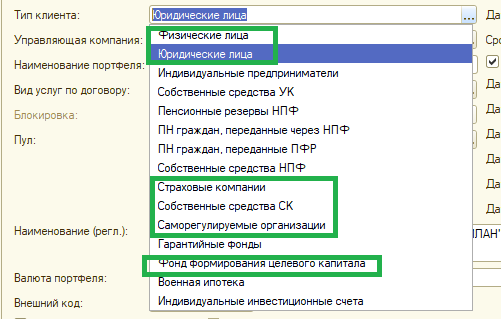 Тип клиента: Юридические лица ... Да
Физические лица
Управляющая компания: Юридические лица Сро
Наименование портфеля: Индивидуальные предприниматели
Вид услуг по договору: Собственные средства УК Да
Блокировка: Пенсионные резервы НПФ Да
Пул: ПН граждан, переданные через НПФ Да
ПН граждан, переданные ПФР Да
Собственные средства НПФ Да
Страховые компании Да
Собственные средства СК Да
Саморегулируемые организации
Наименование (регл.): Гарантийные фонды ПЛАН"
Фонд формирования целевого капитала
Валюта портфеля: Военная ипотека
Внешний код: Индивидуальные инвестиционные счета